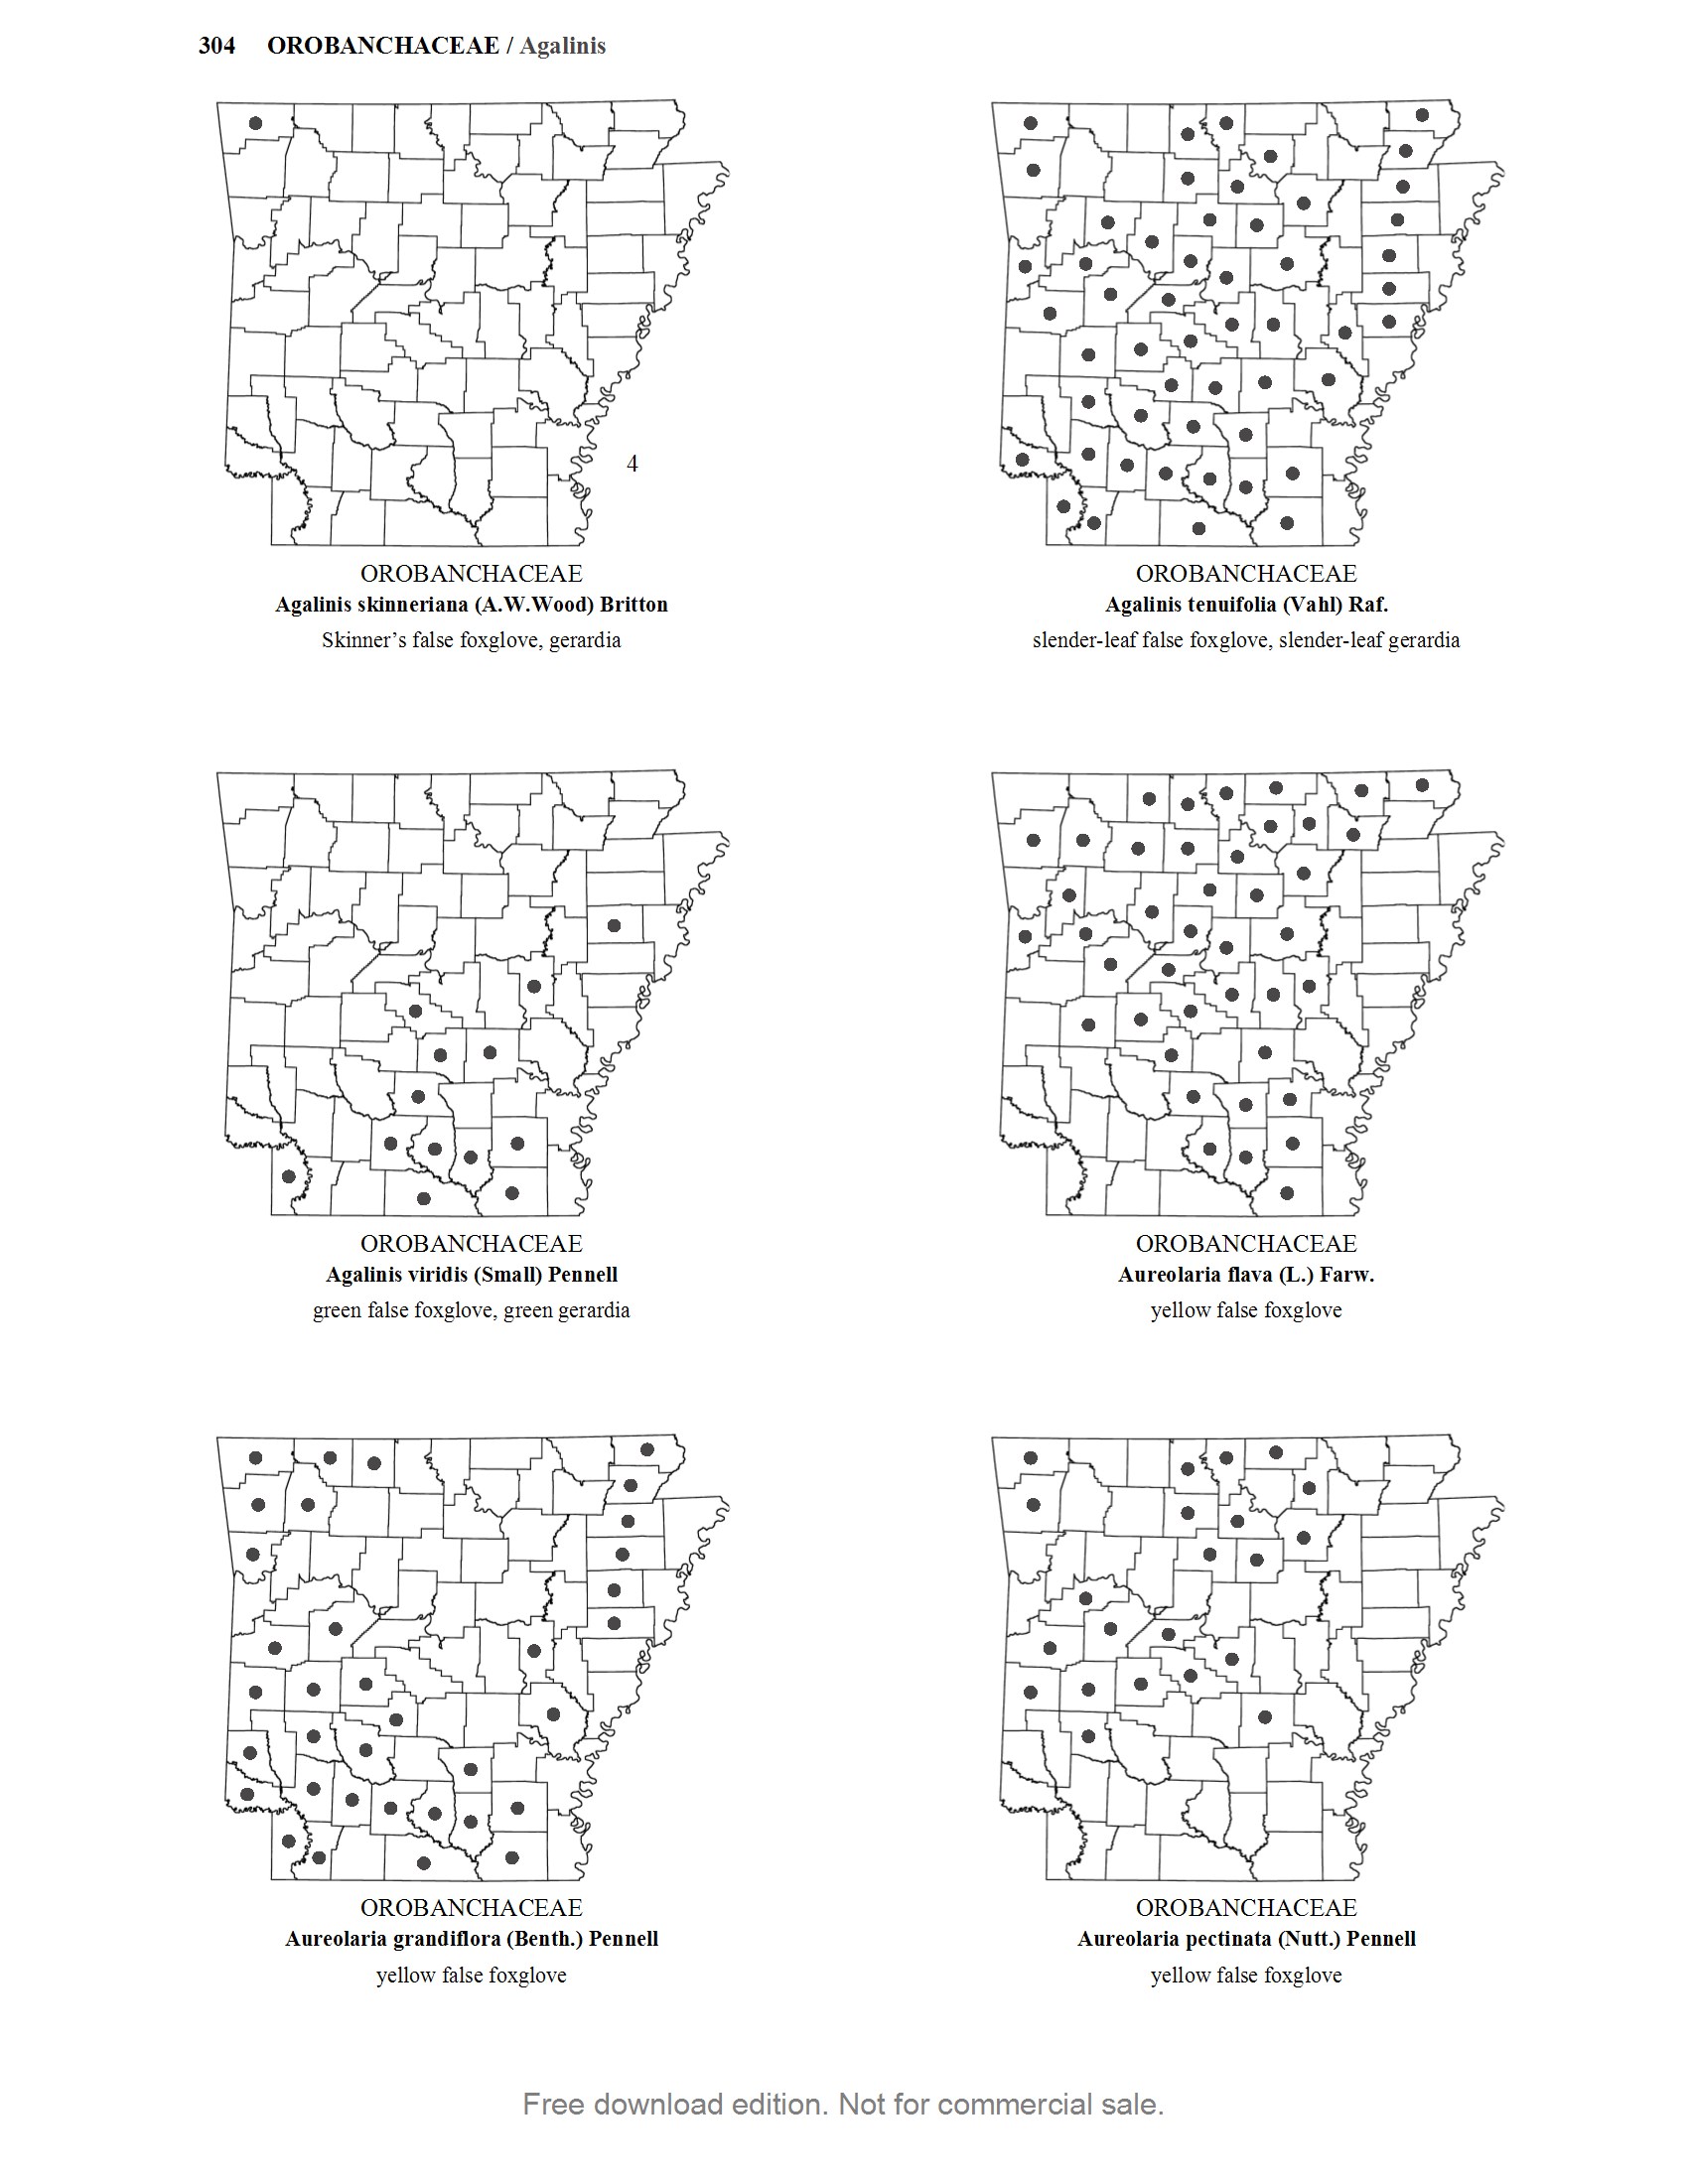 304 OROBANCHACEAE / Agalinis
4
OROBANCHACEAE
Agalinis skinneriana (A.W.Wood) Britton
Skinner’s false foxglove, gerardia
OROBANCHACEAE
Agalinis tenuifolia (Vahl) Raf.
slender-leaf false foxglove, slender-leaf gerardia
OROBANCHACEAE
Agalinis viridis (Small) Pennell
green false foxglove, green gerardia
OROBANCHACEAE
Aureolaria flava (L.) Farw.
yellow false foxglove
OROBANCHACEAE
Aureolaria grandiflora (Benth.) Pennell
yellow false foxglove
OROBANCHACEAE
Aureolaria pectinata (Nutt.) Pennell
yellow false foxglove
Free download edition. Not for commercial sale.